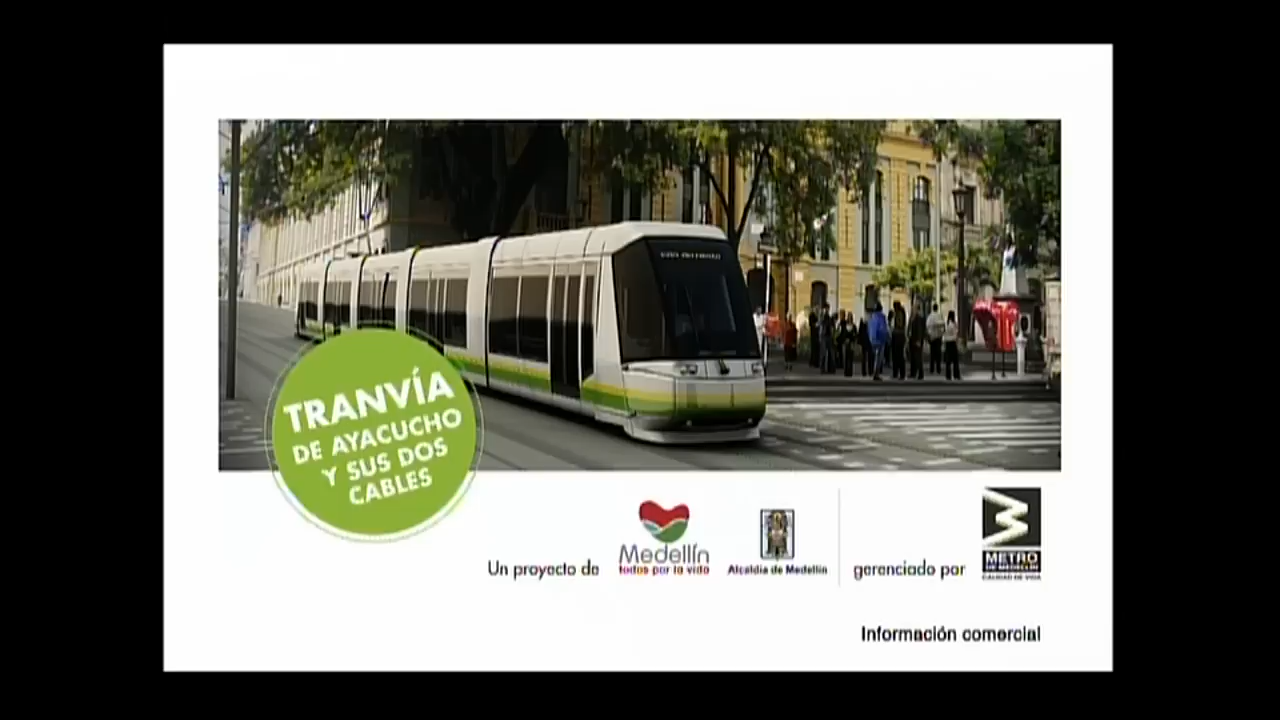 TRANVÍA
DE AYACUCHO
Y SUS DOS
CABLES
Un proyecto de
Medellín
todos por la vida
Alcaldía de Medellín
gerenciado por
METRO
DE MEDELLÍN
CALIDAD DE VIDA
Información comercial